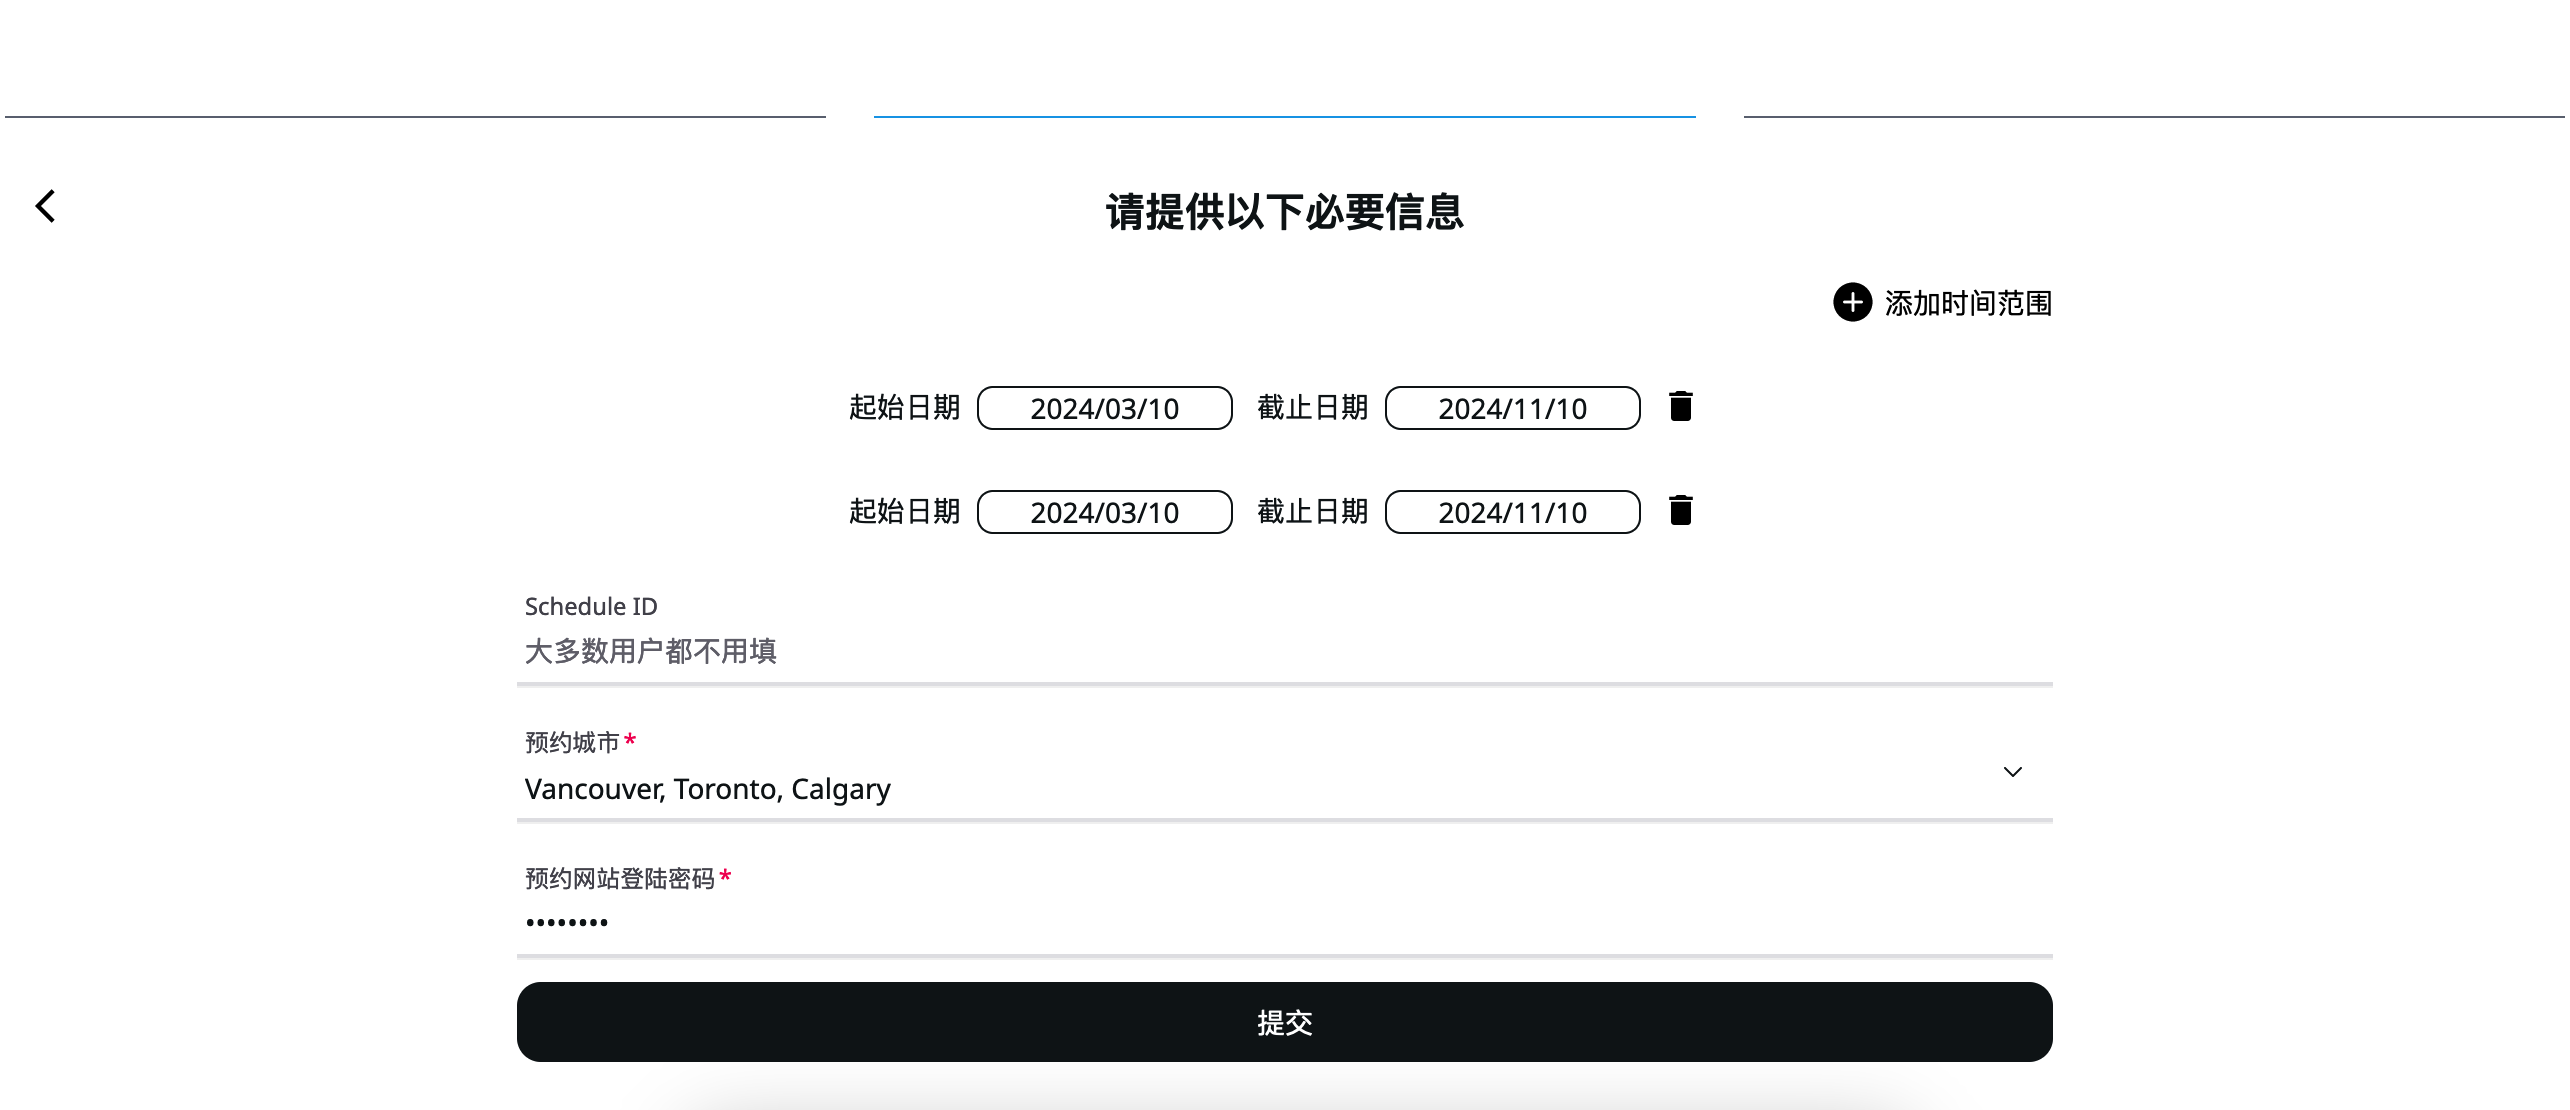 请提供以下必要信息
添加时间范围
起始日期 2024/03/10 截止日期 2024/11/10
起始日期 2024/03/10 截止日期 2024/11/10
Schedule ID
大多数用户都不用填
预约城市*
Vancouver, Toronto, Calgary
预约网站登陆密码*
••••••••
提交